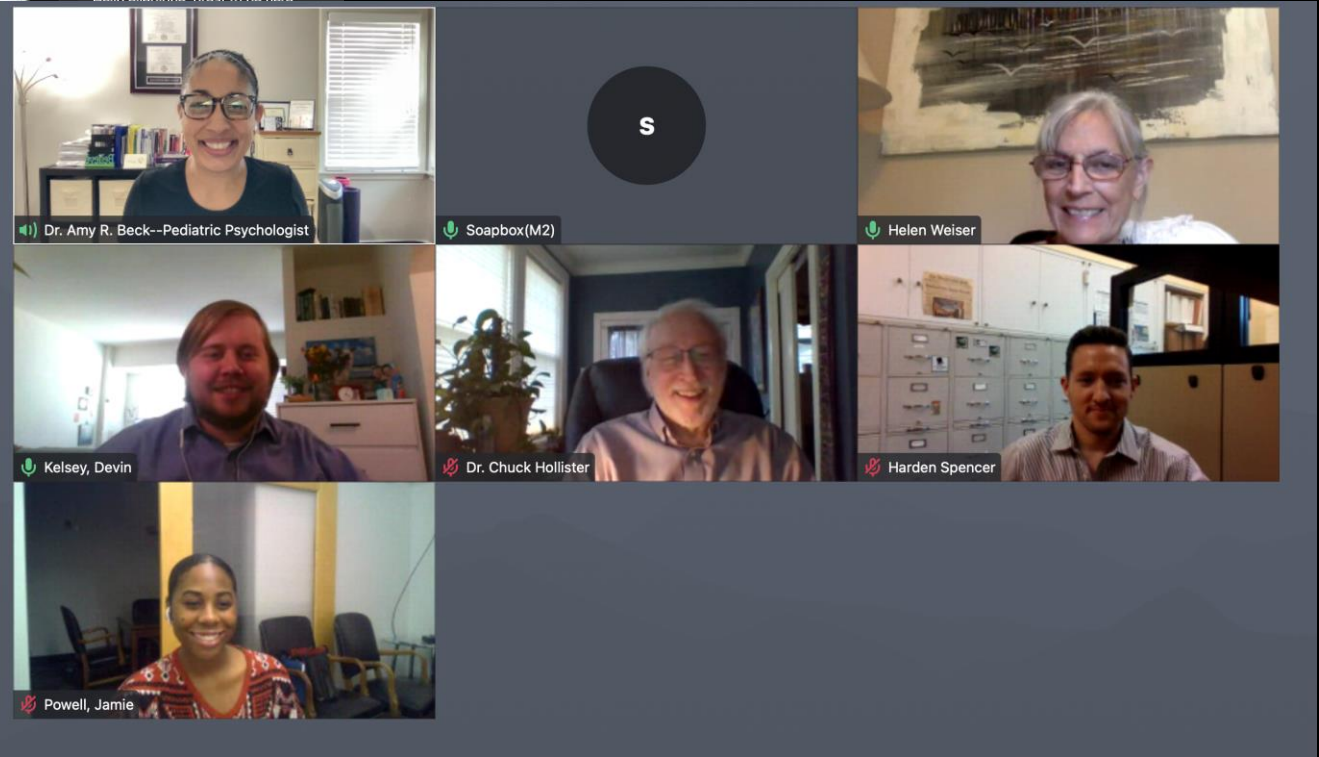 Dr. Amy R. Beck--Pediatric Psychologist
S
Soapbox(M2)
Helen Weiser
Kelsey, Devin
Dr. Chuck Hollister
Harden Spencer
Powell, Jamie